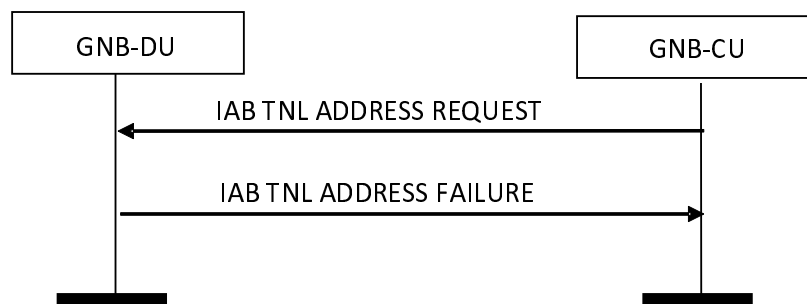 GNB-DU
GNB-CU
IAB TNL ADDRESS REQUEST
IAB TNL ADDRESS FAILURE